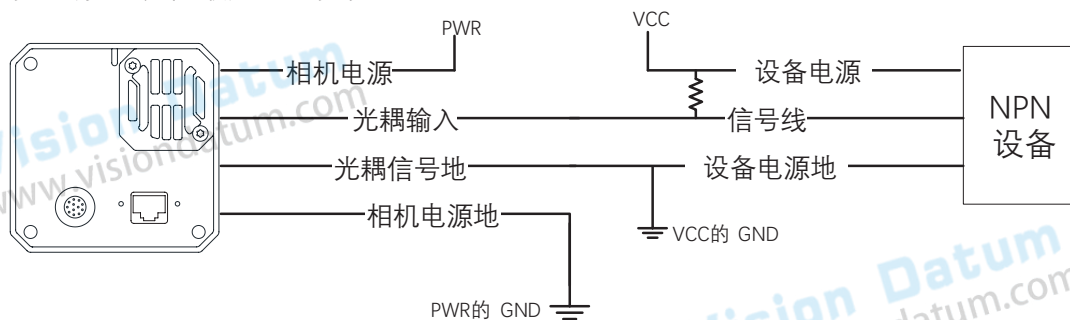 PWR
VCC
相机电源
设备电源
光耦输入
信号线
NPN
设备
光耦信号地
设备电源地
相机电源地
VCC的 GND
PWR的 GND
Vision Datum
www.visiondatum.com
Vision Datum
datum.com